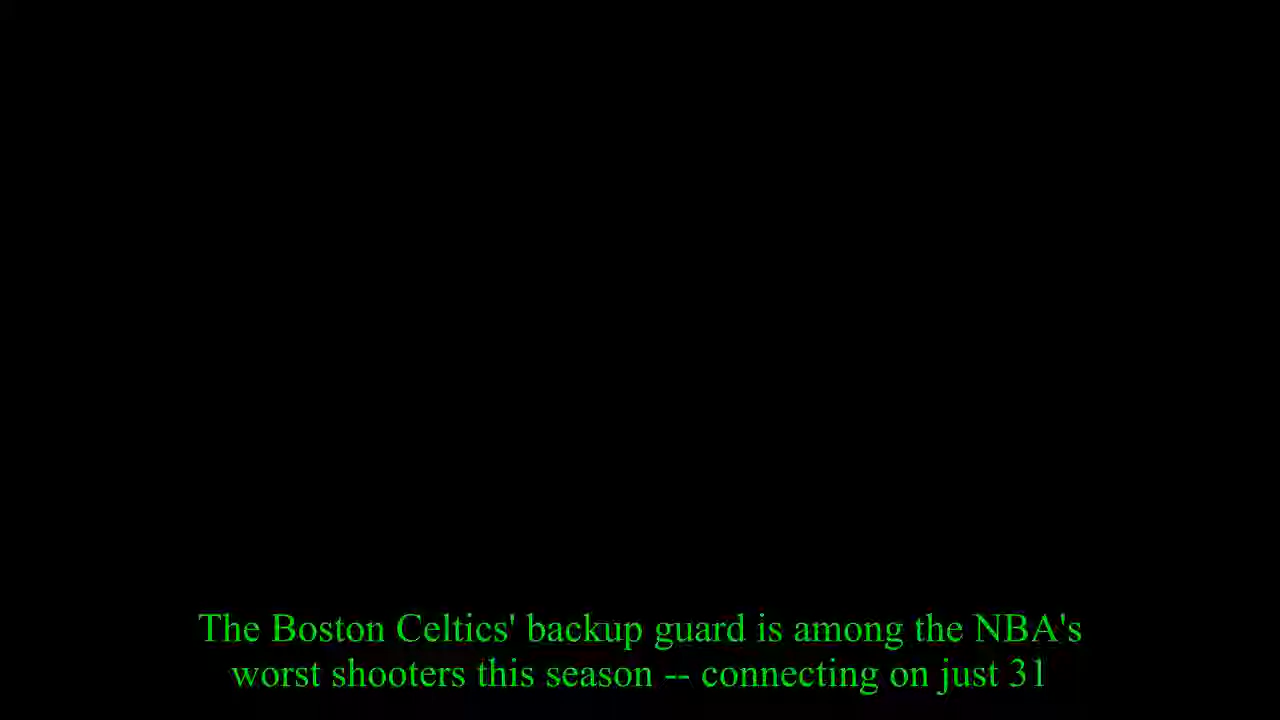 The Boston Celtics' backup guard is among the NBA's
worst shooters this season -- connecting on just 31